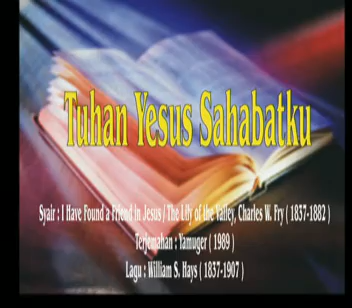 Tuhan Yesus Sahabatku
Syair : I Have Found a Friend in Jesus / The Lily of the Valley, Charles W. Fry ( 1837-1882 )
Terjemahan : Yamuger ( 1989 )
Lagu : William S. Hays ( 1837-1907 )